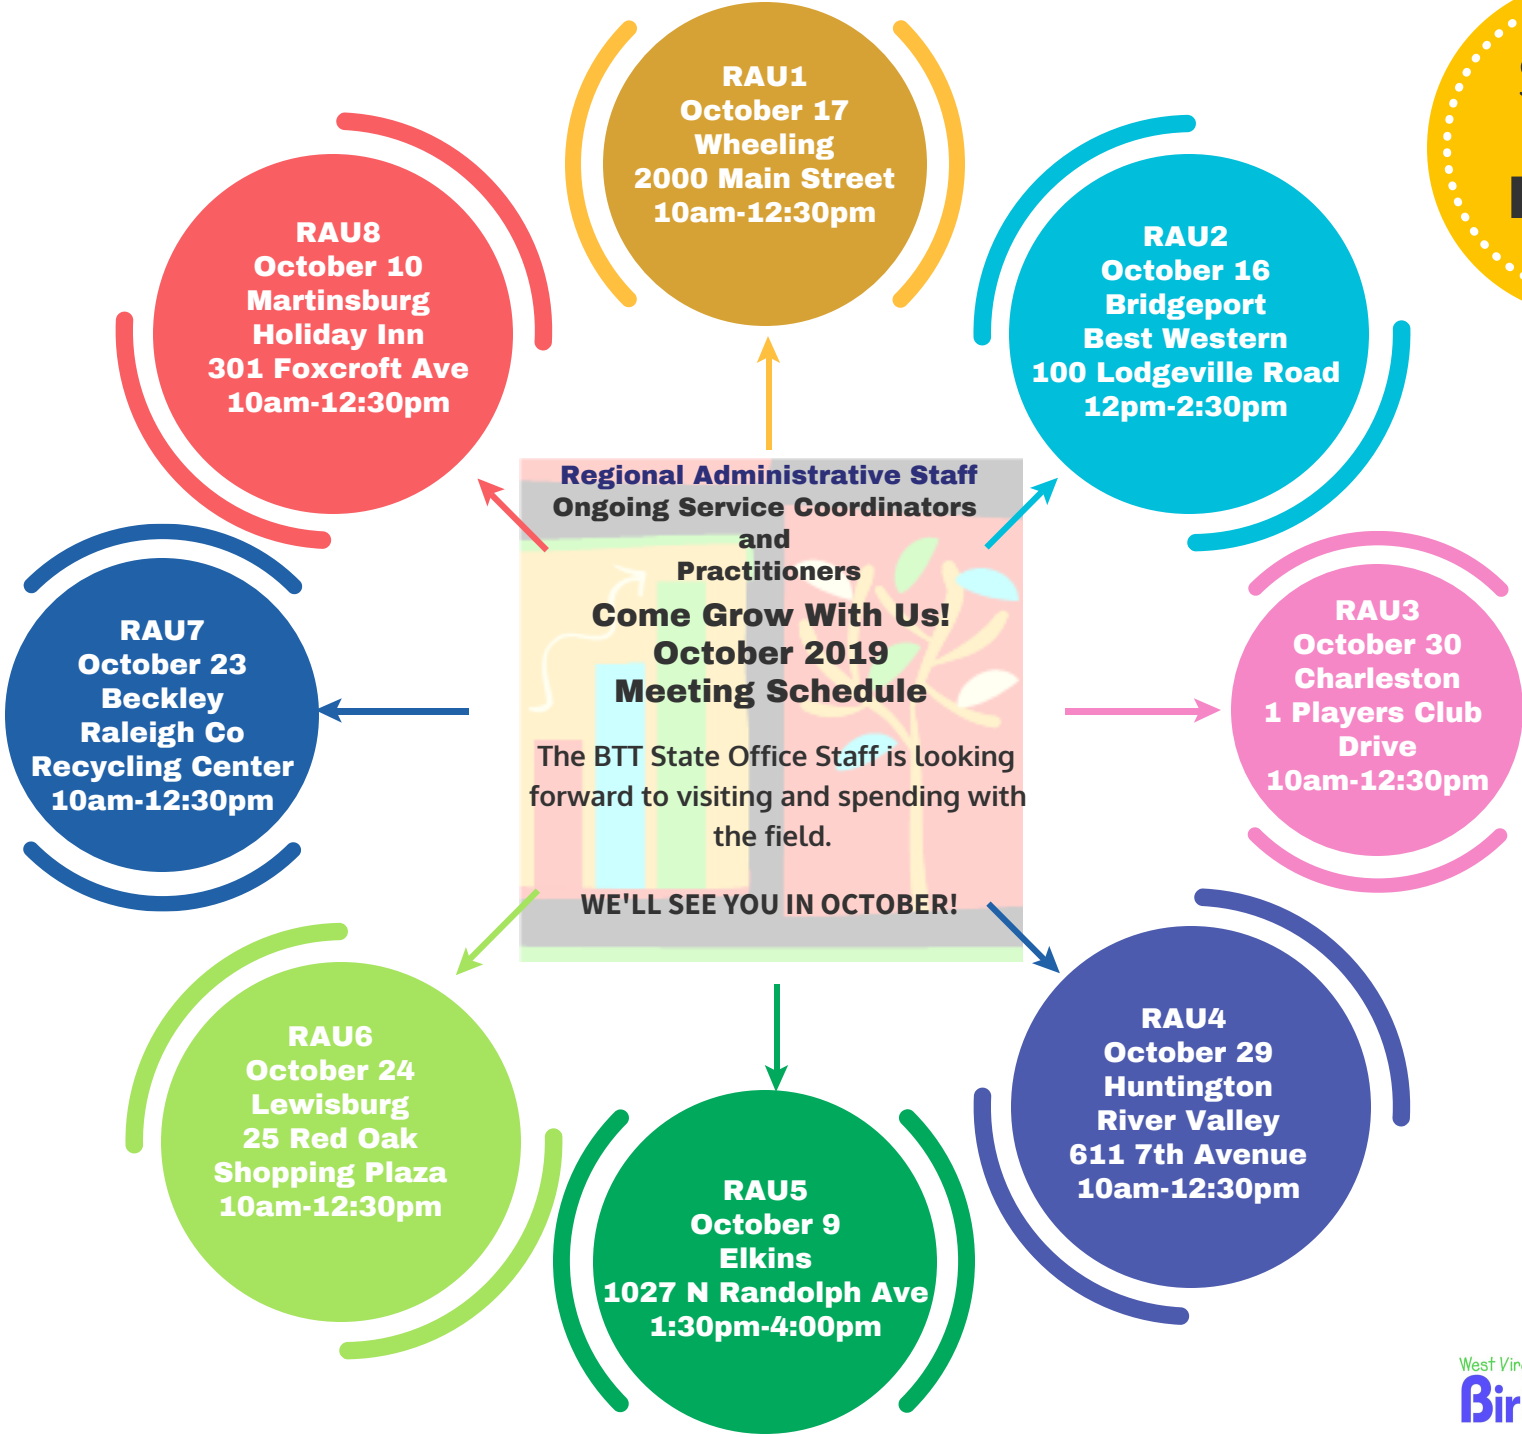 RAU1
October 17
Wheeling
2000 Main Street
10am-12:30pm
RAU2
October 16
Bridgeport
Best Western
100 Lodgeville Road
12pm-2:30pm
RAU8
October 10
Martinsburg
Holiday Inn
301 Foxcroft Ave
10am-12:30pm
Regional Administrative Staff
Ongoing Service Coordinators
and
Practitioners
Come Grow With Us!
October 2019
Meeting Schedule
The BTT State Office Staff is looking
forward to visiting and spending with
the field.
WE'LL SEE YOU IN OCTOBER!
RAU7
October 23
Beckley
Raleigh Co
Recycling Center
10am-12:30pm
RAU3
October 30
Charleston
1 Players Club
Drive
10am-12:30pm
RAU6
October 24
Lewisburg
25 Red Oak
Shopping Plaza
10am-12:30pm
RAU4
October 29
Huntington
River Valley
611 7th Avenue
10am-12:30pm
RAU5
October 9
Elkins
1027 N Randolph Ave
1:30pm-4:00pm
West Vir
Bir